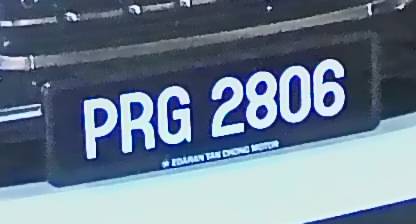 PRG 2806
EDARAN TAN CHONG MOTOR